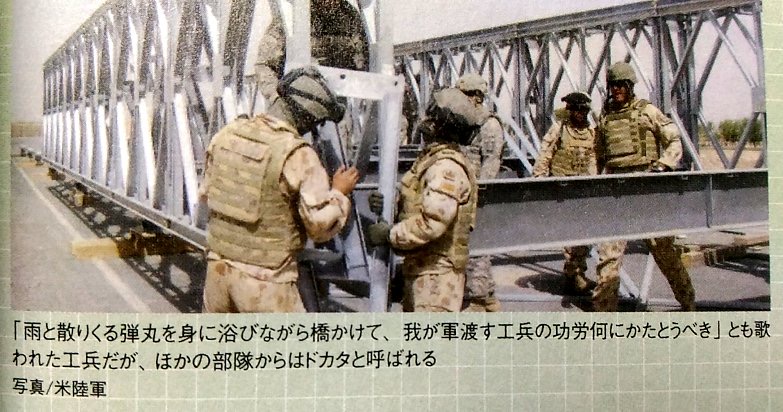 「雨と散りくる弾丸を身に浴びながら橋かけて、我が軍渡す工兵の功労何にかたとうべき」とも歌
われた工兵だが、ほかの部隊からはドカタと呼ばれる
写真/米陸軍